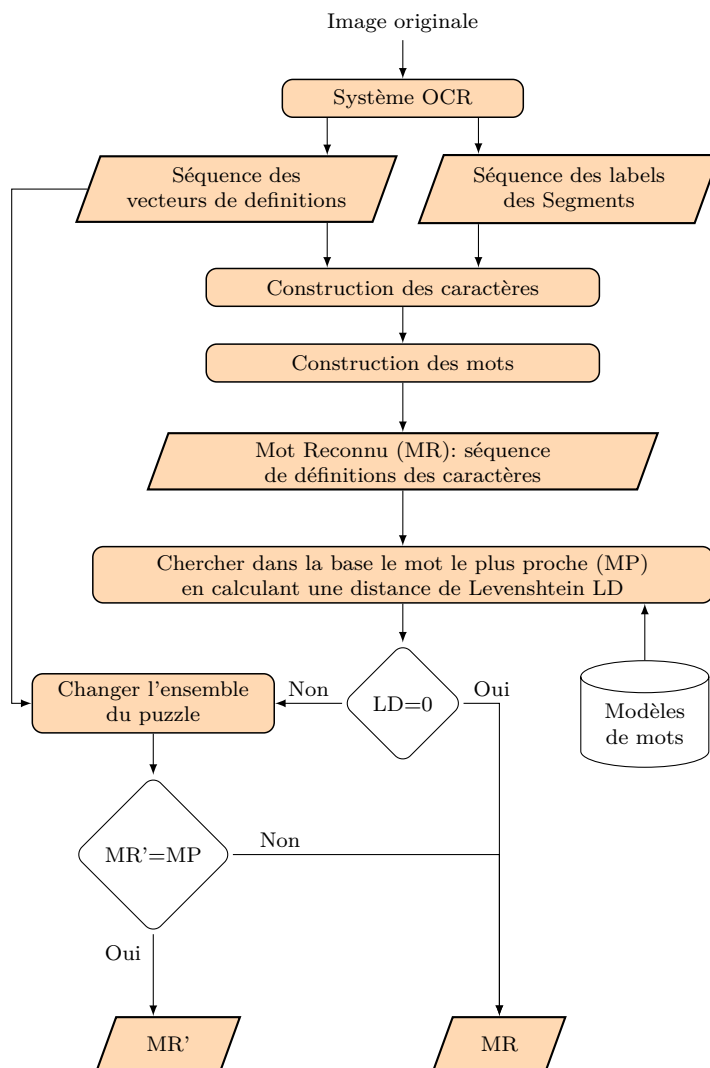 Image originale
Système OCR
Séquence des
vecteurs de definitions
Séquence des labels
des Segments
Construction des caractères
Construction des mots
Mot Reconnu (MR): séquence
de définitions des caractères
Chercher dans la base le mot le plus proche (MP)
en calculant une distance de Levenshtein LD
Changer l'ensemble
du puzzle
Non
LD=0
Oui
Modèles
de mots
MR'=MP
Non
Oui
MR'
MR